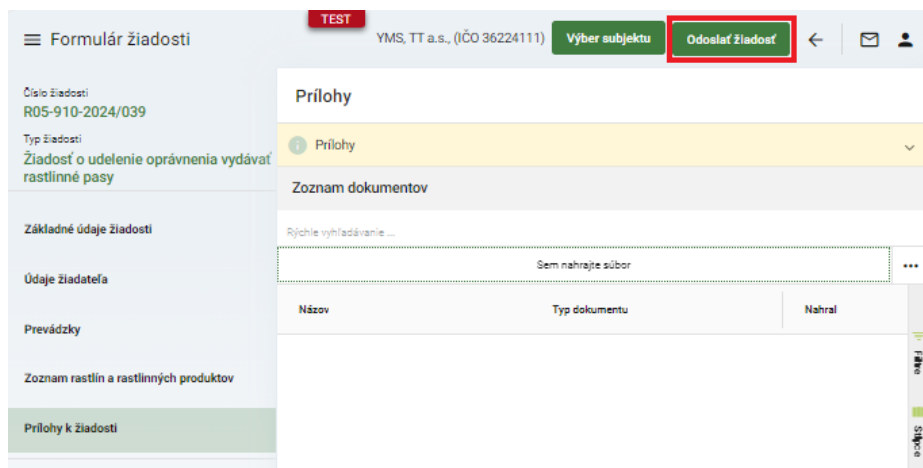 TEST
Formulár žiadosti
YMS, TT a.s., (IČO 36224111)
Výber subjektu
Odoslať žiadosť
Číslo žiadosti
R05-910-2024/039
Typ žiadosti
Žiadosť o udelenie oprávnenia vydávať
rastlinné pasy
Základné údaje žiadosti
Údaje žiadateľa
Prevádzky
Zoznam rastlín a rastlinných produktov
Prílohy k žiadosti
Prílohy
Prílohy
Zoznam dokumentov
Rýchle vyhľadávanie ...
Sem nahrajte súbor
Názov
Typ dokumentu
Nahral
Filtre
Stĺpce